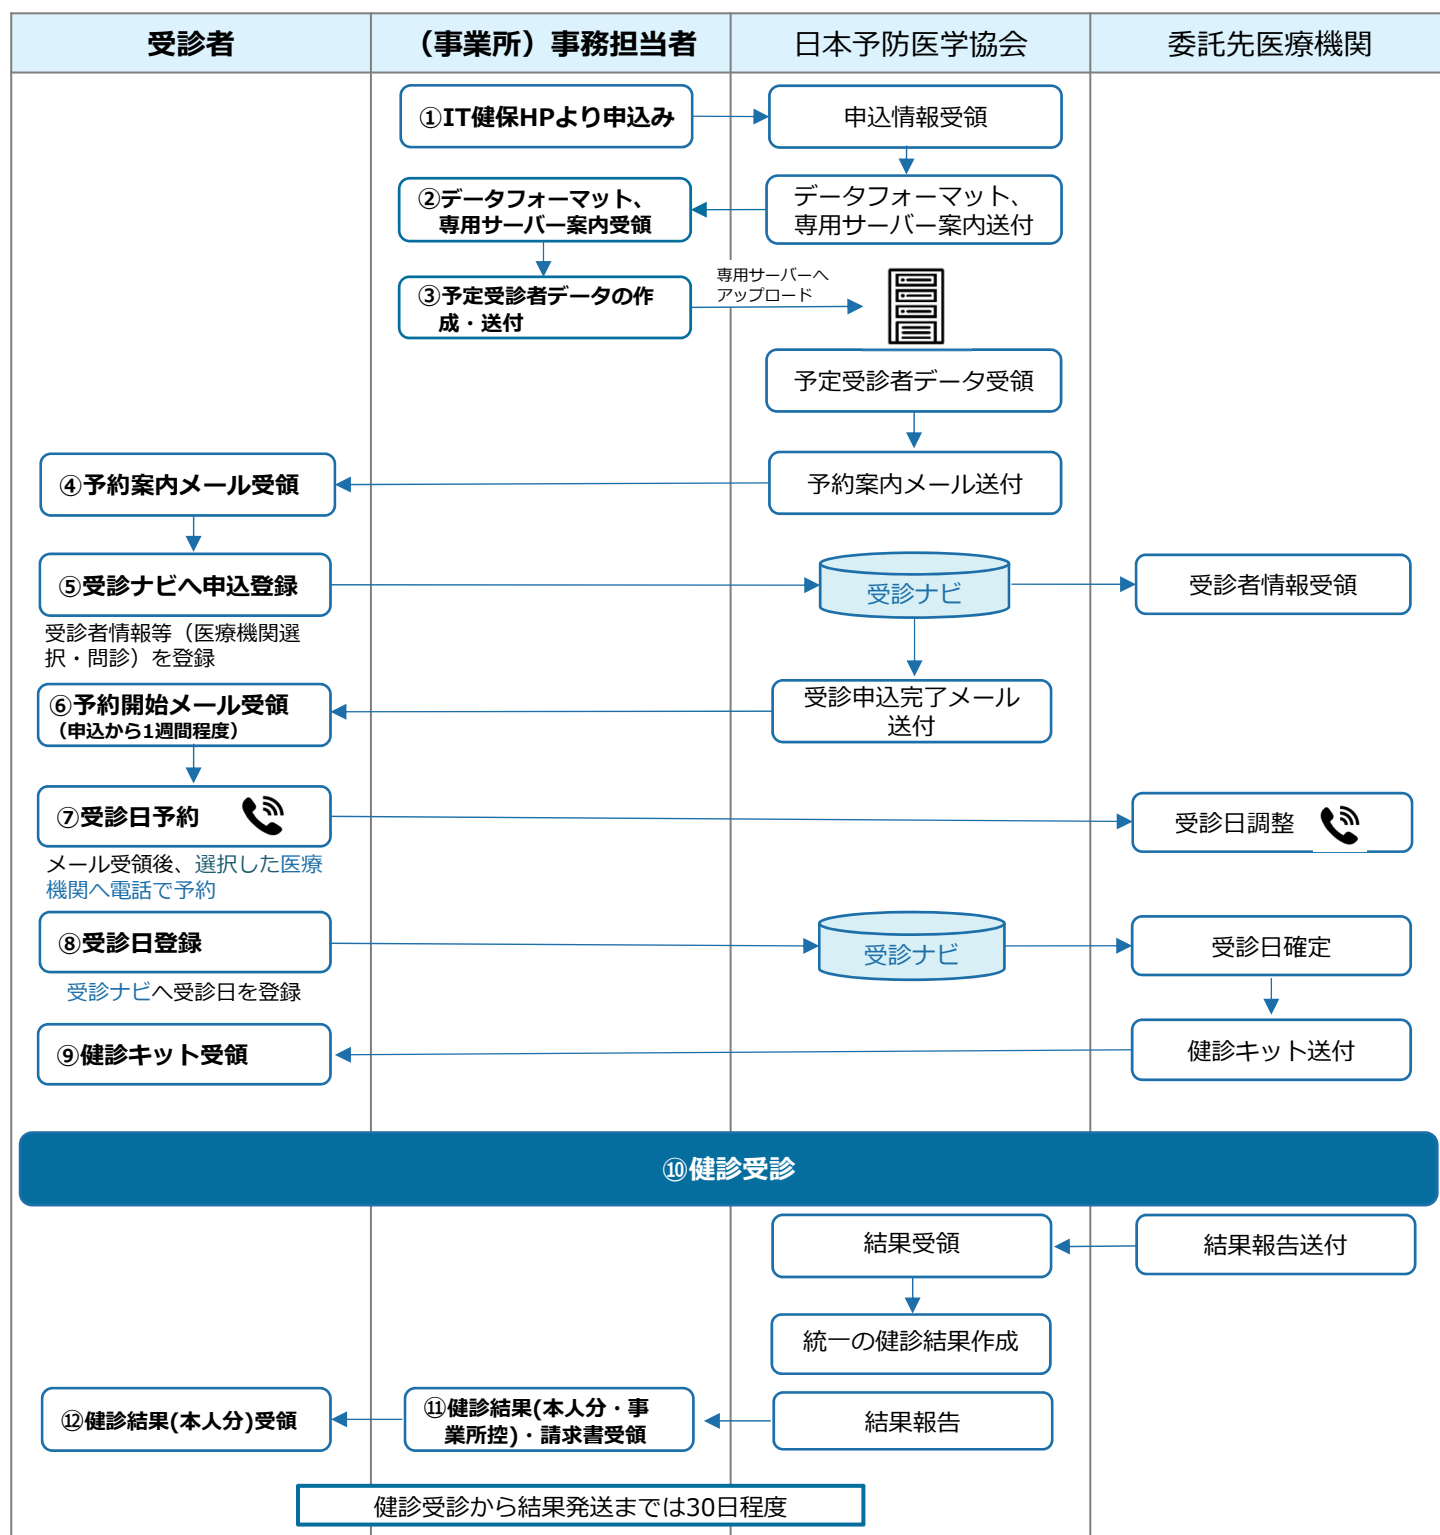 受診者
（事業所）事務担当者
日本予防医学協会
委託先医療機関
①IT健保HPより申込み
申込情報受領
②データフォーマット、
専用サーバー案内受領
データフォーマット、
専用サーバー案内送付
③予定受診者データの作
成・送付
専用サーバーへ
アップロード
予定受診者データ受領
④予約案内メール受領
予約案内メール送付
⑤受診ナビへ申込登録
受診ナビ
受診者情報受領
受診者情報等（医療機関選
択・問診）を登録
⑥予約開始メール受領
（申込から1週間程度）
受診申込完了メール
送付
⑦受診日予約
受診日調整
メール受領後、選択した医療
機関へ電話で予約
⑧受診日登録
受診ナビ
受診日確定
受診ナビへ受診日を登録
⑨健診キット受領
健診キット送付
⑩健診受診
結果受領
結果報告送付
統一の健診結果作成
⑫健診結果(本人分)受領
⑪健診結果(本人分・事
業所控)・請求書受領
結果報告
健診受診から結果発送までは30日程度